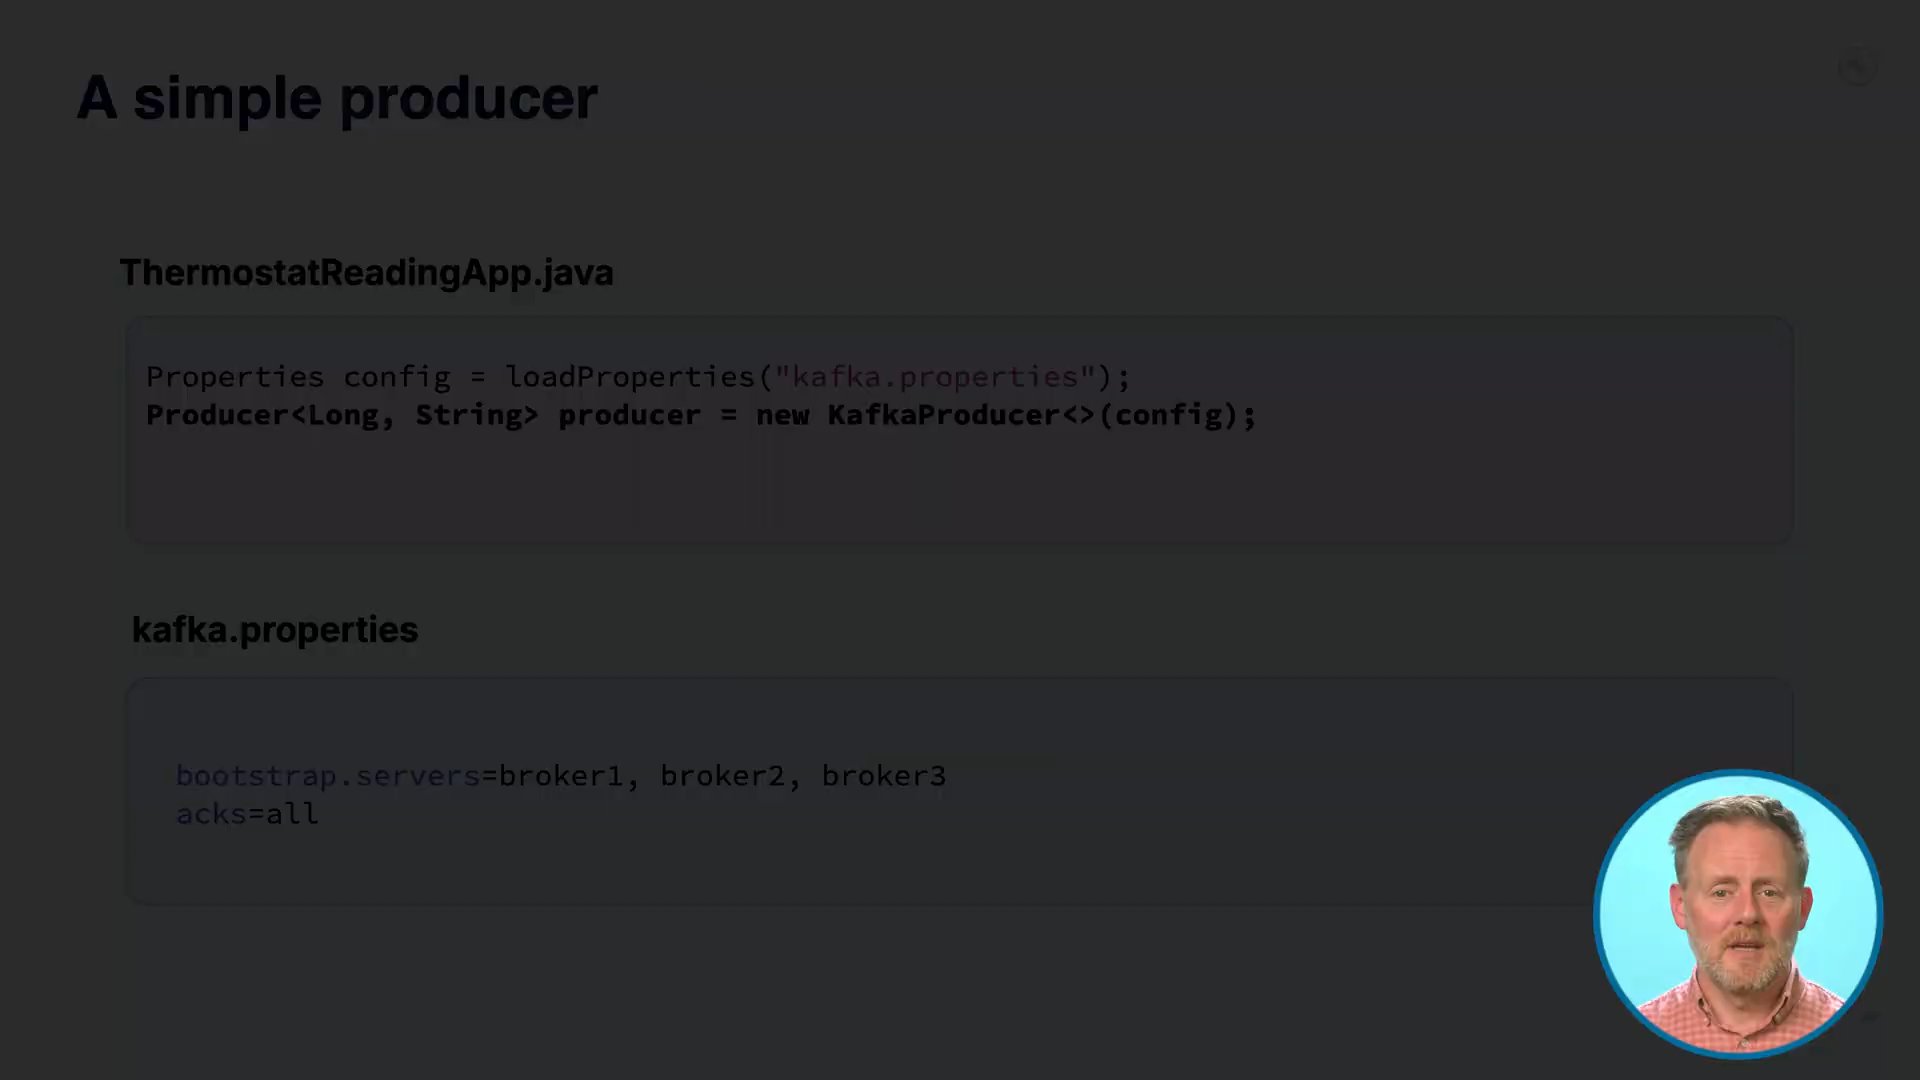 A simple producer
ThermostatReadingApp.java
Properties config = loadProperties("kafka.properties");
Producer<Long, String> producer = new KafkaProducer<>(config);
kafka.properties
bootstrap.servers=broker1, broker2, broker3
acks=all